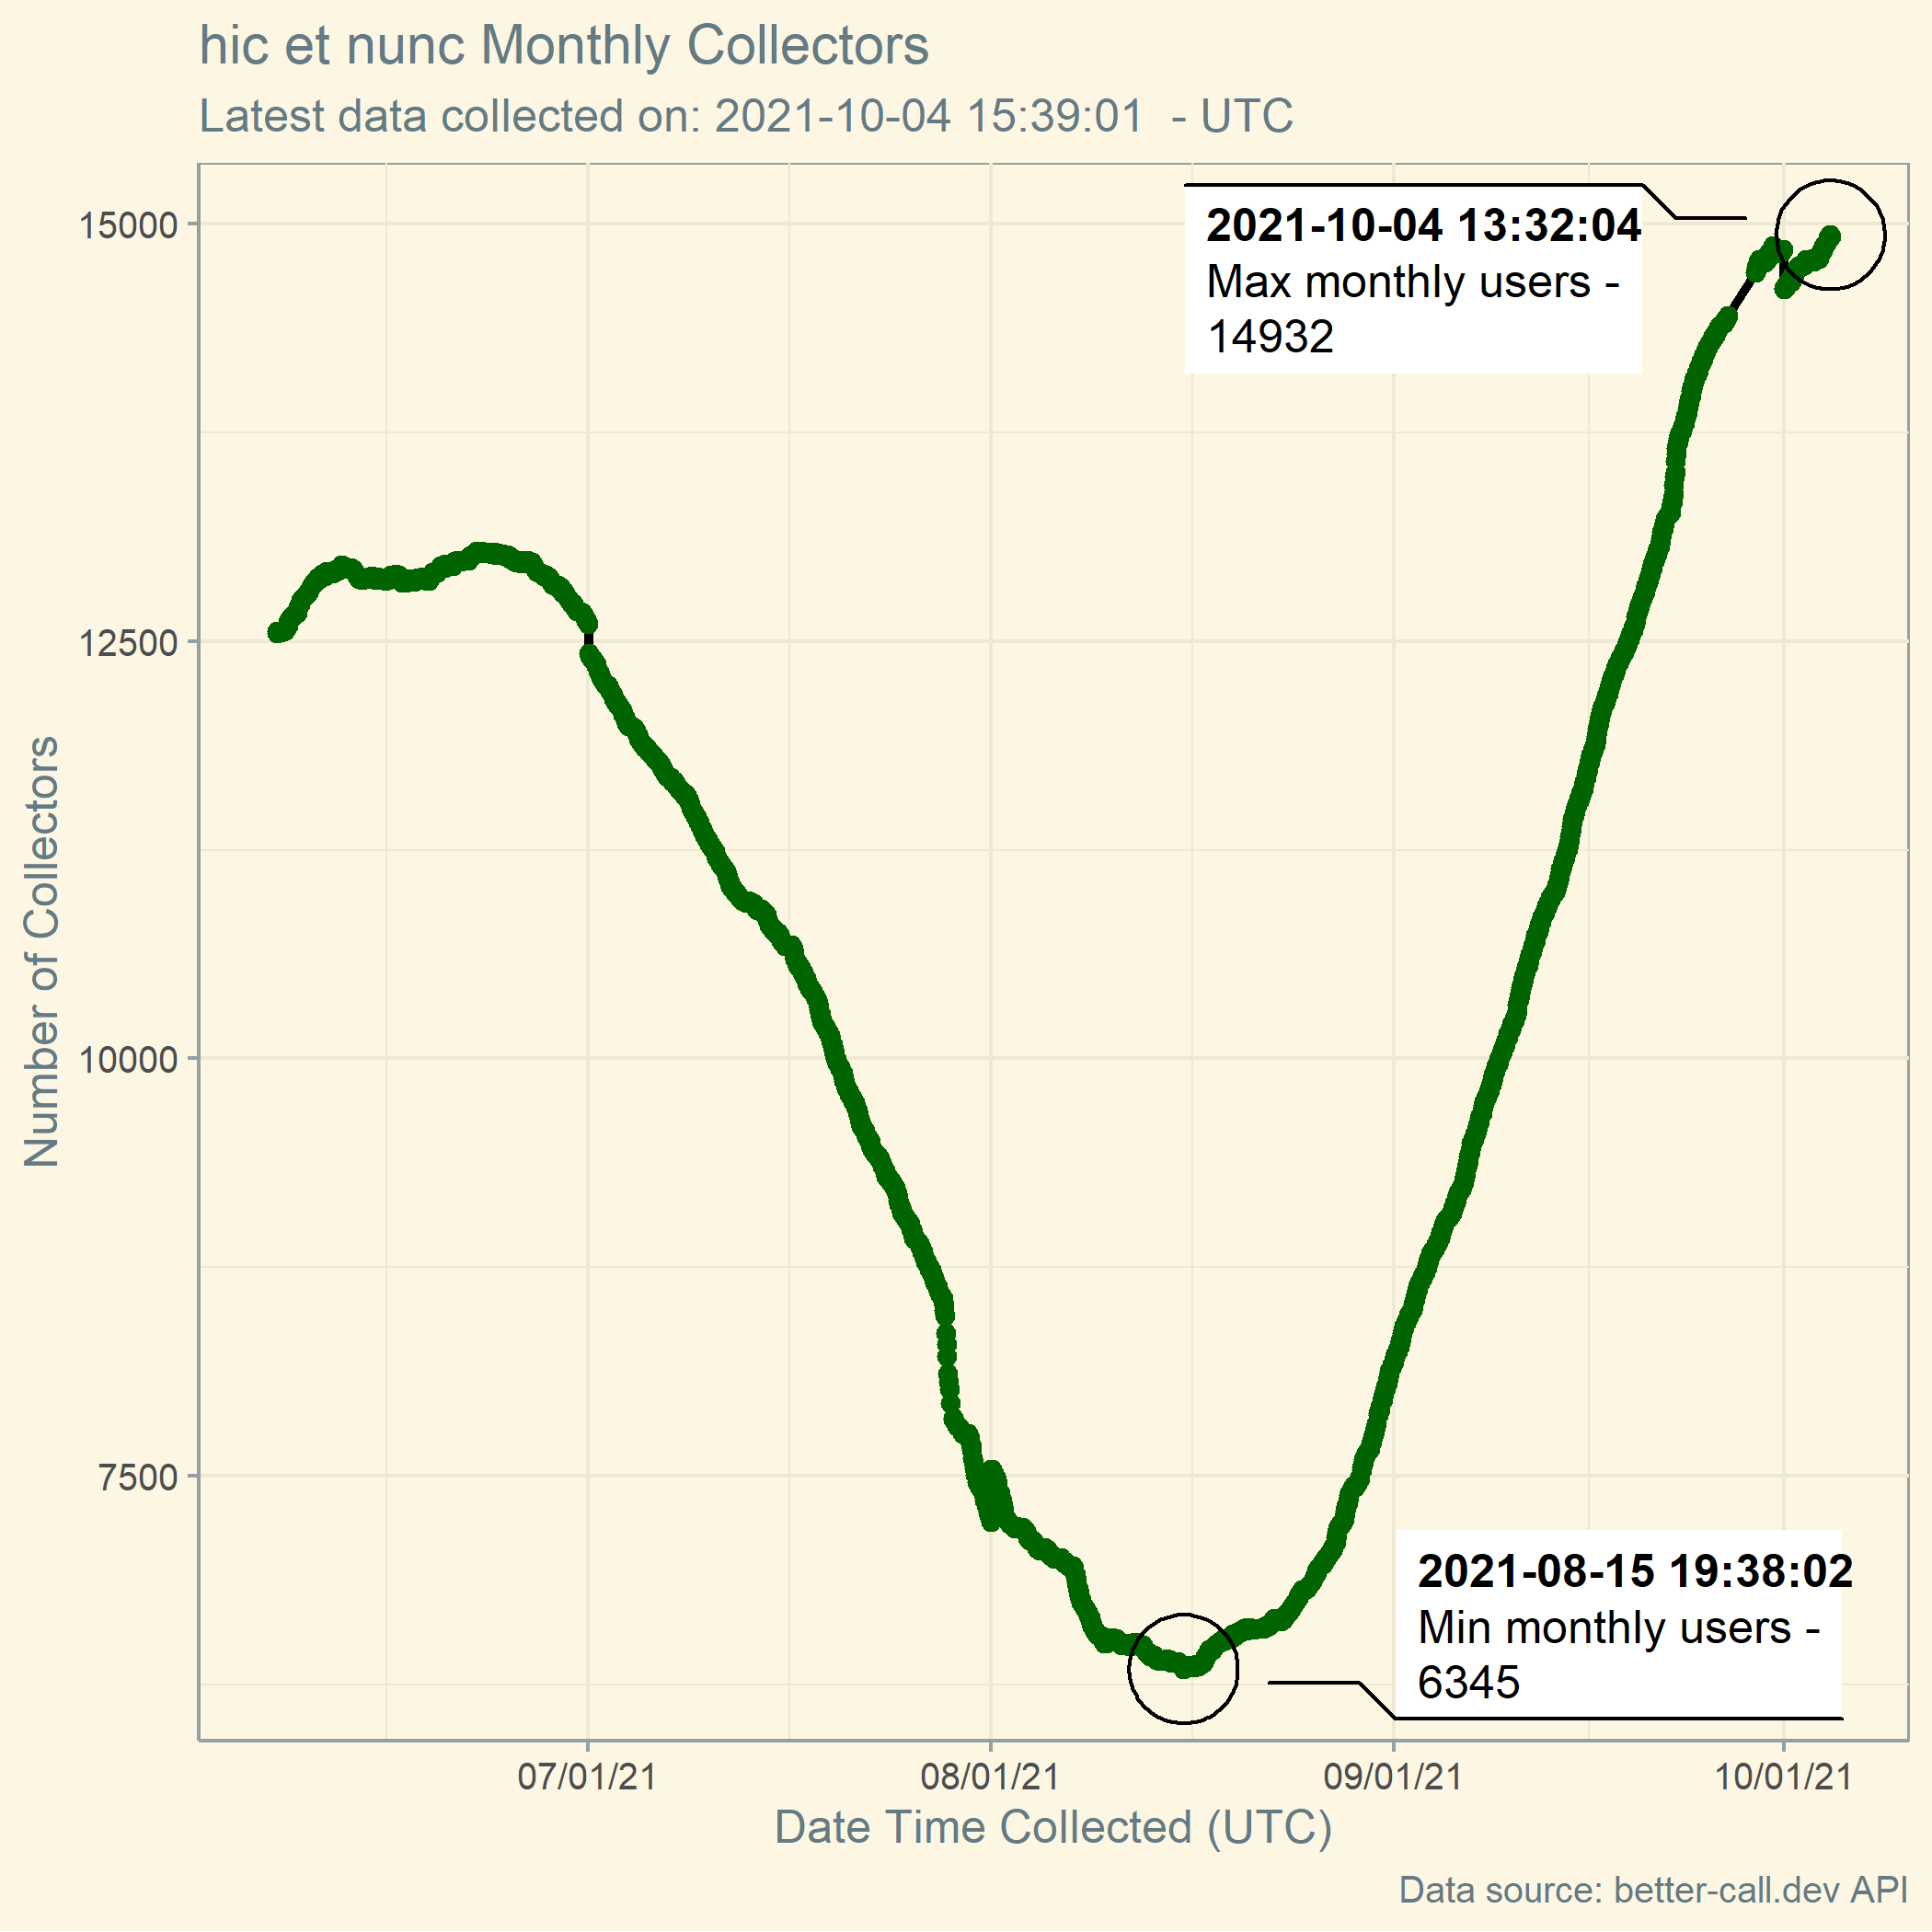 hic et nunc Monthly Collectors
Latest data collected on: 2021-10-04 15:39:01  - UTC
15000
12500
10000
7500
Number of Collectors
2021-10-04 13:32:04
Max monthly users -
14932
2021-08-15 19:38:02
Min monthly users -
6345
07/01/21
08/01/21
09/01/21
10/01/21
Date Time Collected (UTC)
Data source: better-call.dev API